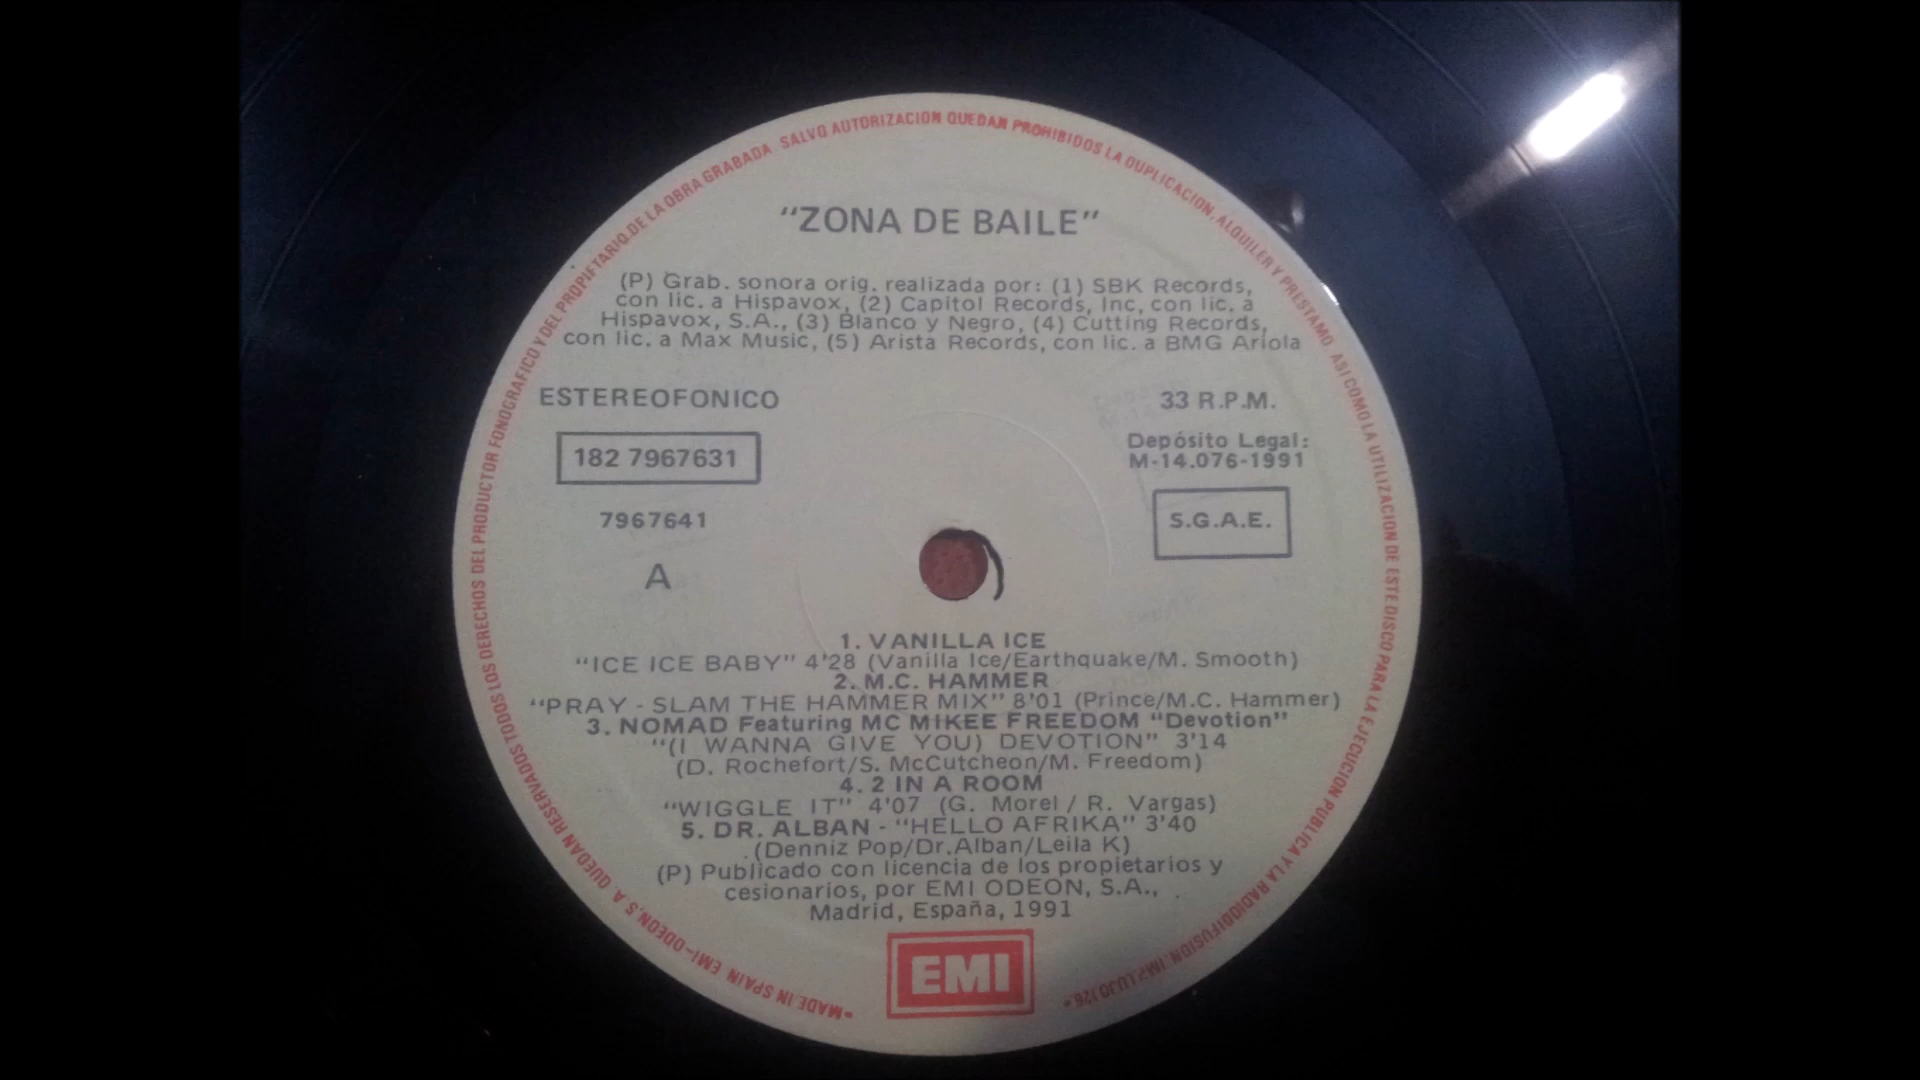 SALVO AUTORIZACION QUEDAN PROHIBIDOS LA DUPLICACION, ALQUILER Y PRESTAMO, ASI COMO LA UTILIZACION DE ESTE DISCO PARA LA EJECUCION PUBLICA Y LA RADIODIFUSION. IMP. LUJO 126.*
*MADE IN SPAIN EMI-ODEON, S. A. QUEDAN RESERVADOS TODOS LOS DERECHOS DEL PRODUCTOR FONOGRAFICO Y DEL PROPIETARIO DE LA OBRA GRABADA
"ZONA DE BAILE"
(P) Grab. sonora orig. realizada por: (1) SBK Records,
con lic. a Hispavox, (2) Capitol Records, Inc, con lic. a
Hispavox, S.A., (3) Blanco y Negro, (4) Cutting Records,
con lic. a Max Music, (5) Arista Records, con lic. a BMG Ariola
ESTEREOFONICO
33 R.P.M.
182 7967631
Depósito Legal:
M-14.076-1991
7967641
S.G.A.E.
A
1. VANILLA ICE
"ICE ICE BABY" 4'28 (Vanilla Ice/Earthquake/M. Smooth)
2. M.C. HAMMER
"PRAY - SLAM THE HAMMER MIX" 8'01 (Prince/M.C. Hammer)
3. NOMAD Featuring MC MIKEE FREEDOM "Devotion"
"(I WANNA GIVE YOU) DEVOTION" 3'14
(D. Rochefort/S. McCutcheon/M. Freedom)
4. 2 IN A ROOM
"WIGGLE IT" 4'07 (G. Morel / R. Vargas)
5. DR. ALBAN - "HELLO AFRIKA" 3'40
(Denniz Pop/Dr.Alban/Leila K)
(P) Publicado con licencia de los propietarios y
cesionarios, por EMI ODEON, S.A.,
Madrid, España, 1991
EMI